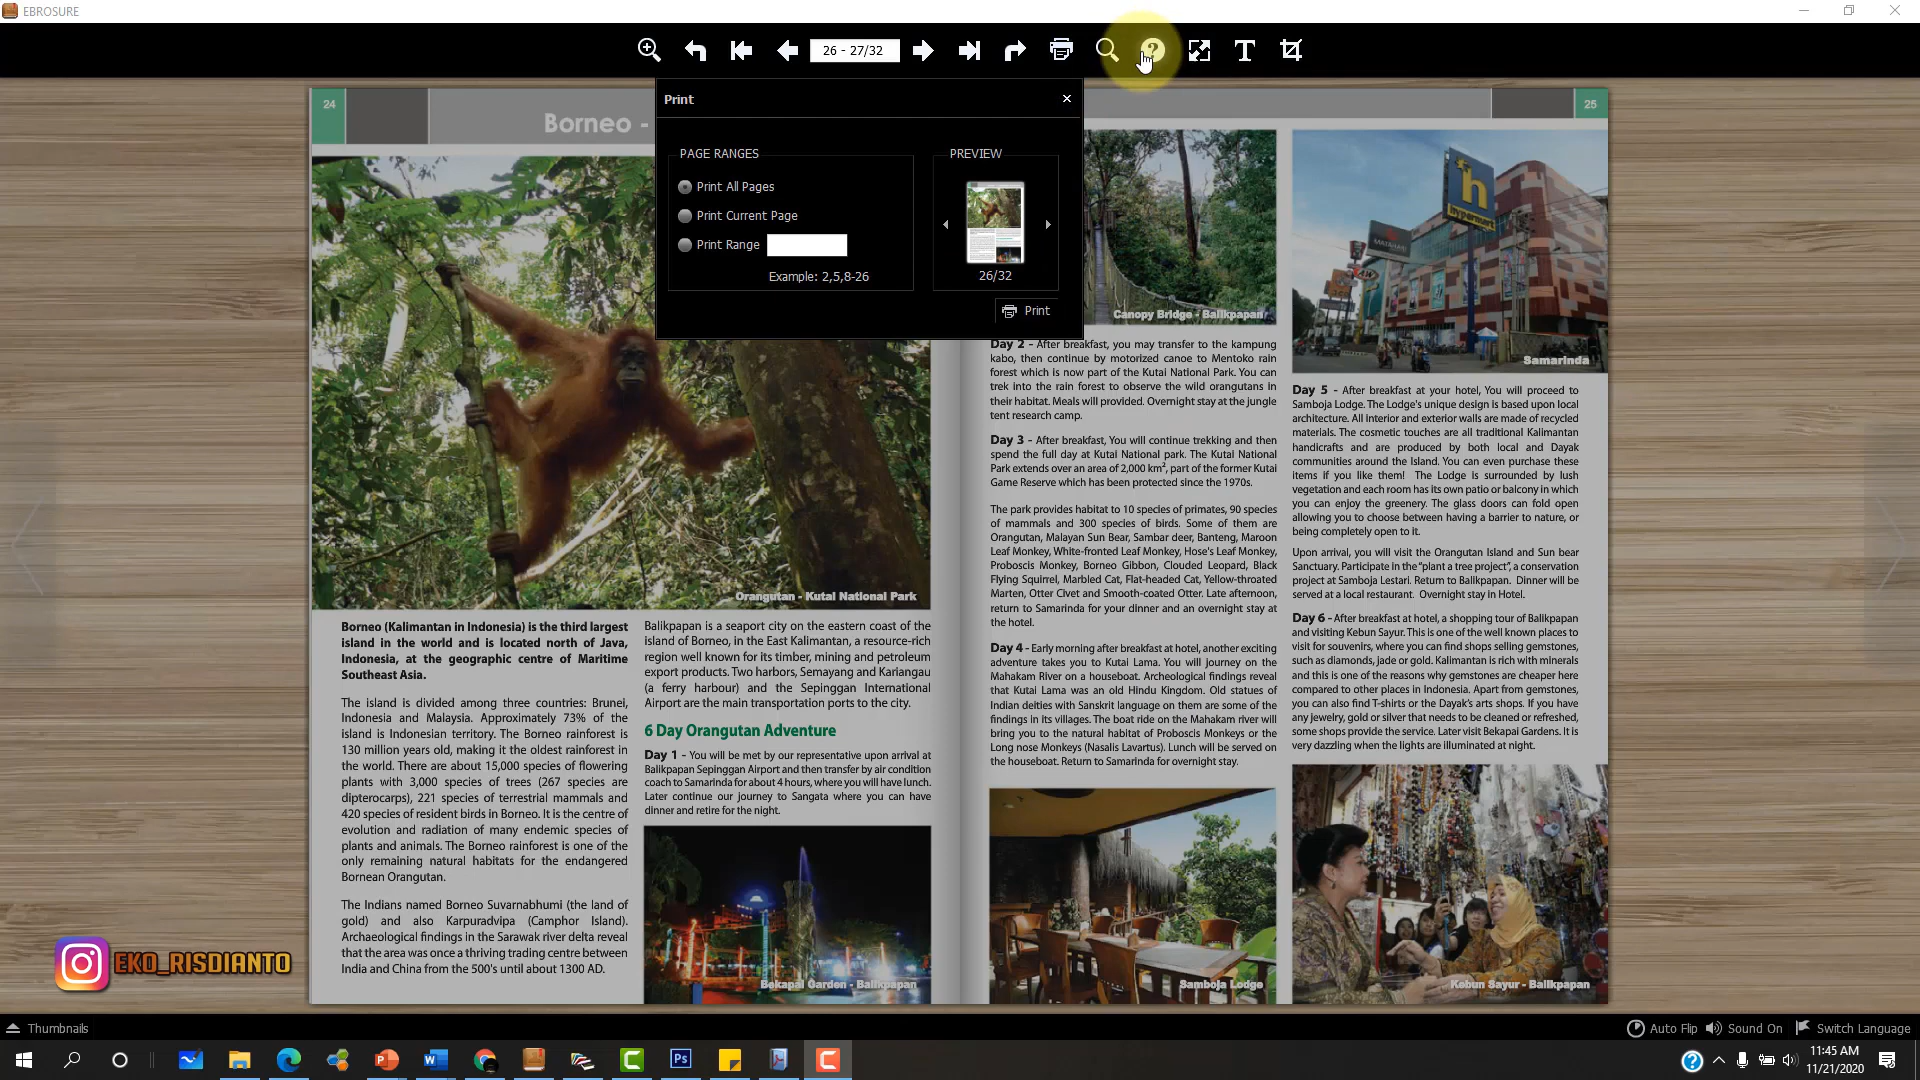 EBROSURE
26 - 27/32
Print
PAGE RANGES
Print All Pages
Print Current Page
Print Range
Example: 2,5,8-26
PREVIEW
26/32
Print
24
Borneo -
Orangutan - Kutai National Park
Borneo (Kalimantan in Indonesia) is the third largest
island in the world and is located north of Java,
Indonesia, at the geographic centre of Maritime
Southeast Asia.
The island is divided among three countries: Brunei,
Indonesia and Malaysia. Approximately 73% of the
island is Indonesian territory. The Borneo rainforest is
130 million years old, making it the oldest rainforest in
the world. There are about 15,000 species of flowering
plants with 3,000 species of trees (267 species are
dipterocarps), 221 species of terrestrial mammals and
420 species of resident birds in Borneo. It is the centre of
evolution and radiation of many endemic species of
plants and animals. The Borneo rainforest is one of the
only remaining natural habitats for the endangered
Bornean Orangutan.
The Indians named Borneo Suvarnabhumi (the land of
gold) and also Karpuradvipa (Camphor Island).
Archaeological findings in the Sarawak river delta reveal
that the area was once a thriving trading centre between
India and China from the 500's until about 1300 AD.
Balikpapan is a seaport city on the eastern coast of the
island of Borneo, in the East Kalimantan, a resource-rich
region well known for its timber, mining and petroleum
export products. Two harbors, Semayang and Kariangau
(a ferry harbour) and the Sepinggan International
Airport are the main transportation ports to the city.
6 Day Orangutan Adventure
Day 1 - You will be met by our representative upon arrival at
Balikpapan Sepinggan Airport and then transfer by air condition
coach to Samarinda for about 4 hours, where you will have lunch.
Later continue our journey to Sangata where you can have
dinner and retire for the night.
Bekapai Garden - Balikpapan
25
Canopy Bridge - Balikpapan
Day 2 - After breakfast, you may transfer to the kampung
kabo, then continue by motorized canoe to Mentoko rain
forest which is now part of the Kutai National Park. You can
trek into the rain forest to observe the wild orangutans in
their habitat. Meals will provided. Overnight stay at the jungle
tent research camp.
Day 3 - After breakfast, You will continue trekking and then
spend the full day at Kutai National park. The Kutai National
Park extends over an area of 2,000 km², part of the former Kutai
Game Reserve which has been protected since the 1970s.
The park provides habitat to 10 species of primates, 90 species
of mammals and 300 species of birds. Some of them are
Orangutan, Malayan Sun Bear, Sambar deer, Banteng, Maroon
Leaf Monkey, White-fronted Leaf Monkey, Hose's Leaf Monkey,
Proboscis Monkey, Borneo Gibbon, Clouded Leopard, Black
Flying Squirrel, Marbled Cat, Flat-headed Cat, Yellow-throated
Marten, Otter Civet and Smooth-coated Otter. Late afternoon,
return to Samarinda for your dinner and an overnight stay at
the hotel.
Day 4 - Early morning after breakfast at hotel, another exciting
adventure takes you to Kutai Lama. You will journey on the
Mahakam River on a houseboat. Archeological findings reveal
that Kutai Lama was an old Hindu Kingdom. Old statues of
Indian deities with Sanskrit language on them are some of the
findings in its villages. The boat ride on the Mahakam river will
bring you to the natural habitat of Proboscis Monkeys or the
Long nose Monkeys (Nasalis Lavartus). Lunch will be served on
the houseboat. Return to Samarinda for overnight stay.
Samboja Lodge
h
hypermart
MATAHARI
Samarinda
Day 5 - After breakfast at your hotel, You will proceed to
Samboja Lodge. The Lodge's unique design is based upon local
architecture. All interior and exterior walls are made of recycled
materials. The cosmetic touches are all traditional Kalimantan
handicrafts and are produced by both local and Dayak
communities around the Island. You can even purchase these
items if you like them! The Lodge is surrounded by lush
vegetation and each room has its own patio or balcony in which
you can enjoy the greenery. The glass doors can fold open
allowing you to choose between having a barrier to nature, or
being completely open to it.
Upon arrival, you will visit the Orangutan Island and Sun bear
Sanctuary. Participate in the "plant a tree project", a conservation
project at Samboja Lestari. Return to Balikpapan. Dinner will be
served at a local restaurant. Overnight stay in Hotel.
Day 6 - After breakfast at hotel, a shopping tour of Balikpapan
and visiting Kebun Sayur. This is one of the well known places to
visit for souvenirs, where you can find shops selling gemstones,
such as diamonds, jade or gold. Kalimantan is rich with minerals
and this is one of the reasons why gemstones are cheaper here
compared to other places in Indonesia. Apart from gemstones,
you can also find T-shirts or the Dayak's arts shops. If you have
any jewelry, gold or silver that needs to be cleaned or refreshed,
some shops provide the service. Later visit Bekapai Gardens. It is
very dazzling when the lights are illuminated at night.
Kebun Sayur - Balikpapan
EKO_RISDIANTO
Thumbnails
Auto Flip
Sound On
Switch Language
11:45 AM
11/21/2020